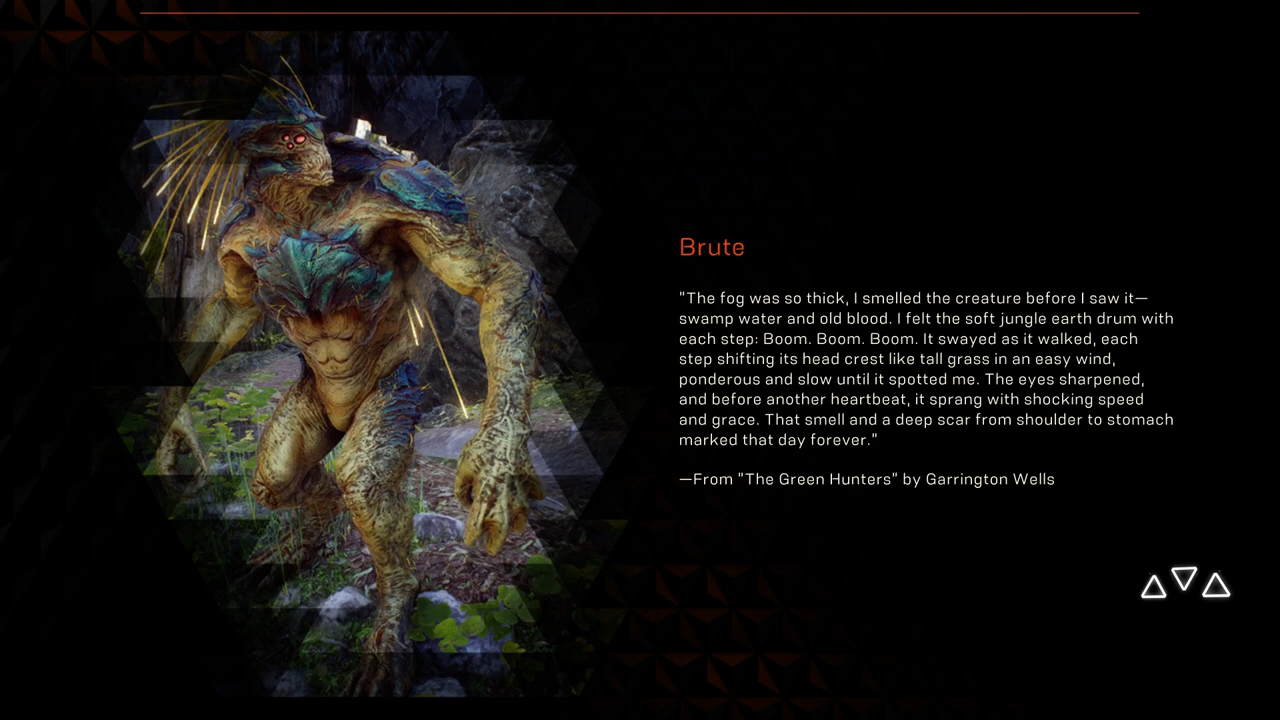 Brute
"The fog was so thick, I smelled the creature before I saw it—
swamp water and old blood. I felt the soft jungle earth drum with
each step: Boom. Boom. Boom. It swayed as it walked, each
step shifting its head crest like tall grass in an easy wind,
ponderous and slow until it spotted me. The eyes sharpened,
and before another heartbeat, it sprang with shocking speed
and grace. That smell and a deep scar from shoulder to stomach
marked that day forever."
—From "The Green Hunters" by Garrington Wells